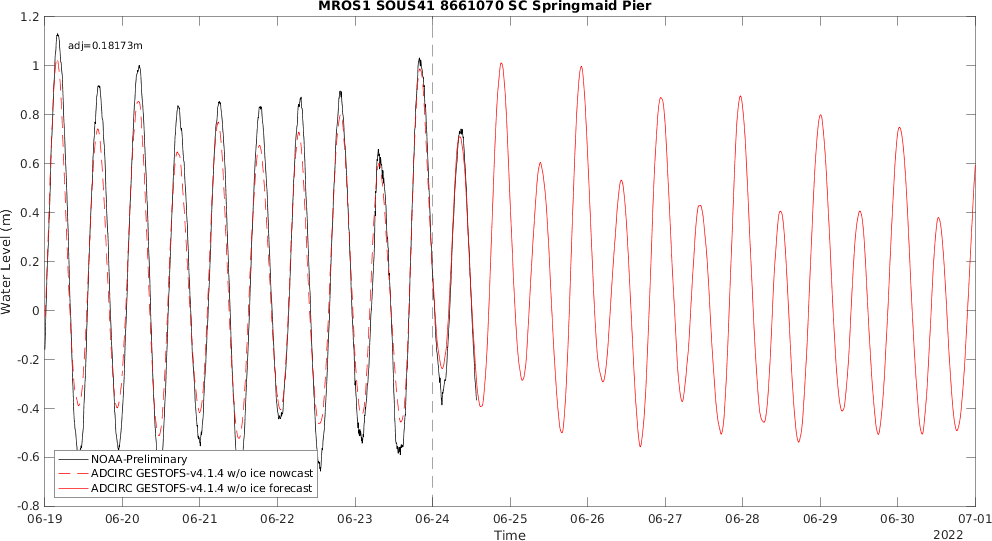 MROS1 SOUS41 8661070 SC Springmaid Pier
adj=0.18173m
1.2
1
0.8
0.6
0.4
0.2
0
-0.2
-0.4
-0.6
-0.8
Water Level (m)
NOAA-Preliminary
ADCIRC GESTOFS-v4.1.4 w/o ice nowcast
ADCIRC GESTOFS-v4.1.4 w/o ice forecast
06-19 06-20 06-21 06-22 06-23 06-24 06-25 06-26 06-27 06-28 06-29 06-30 07-01
Time
2022